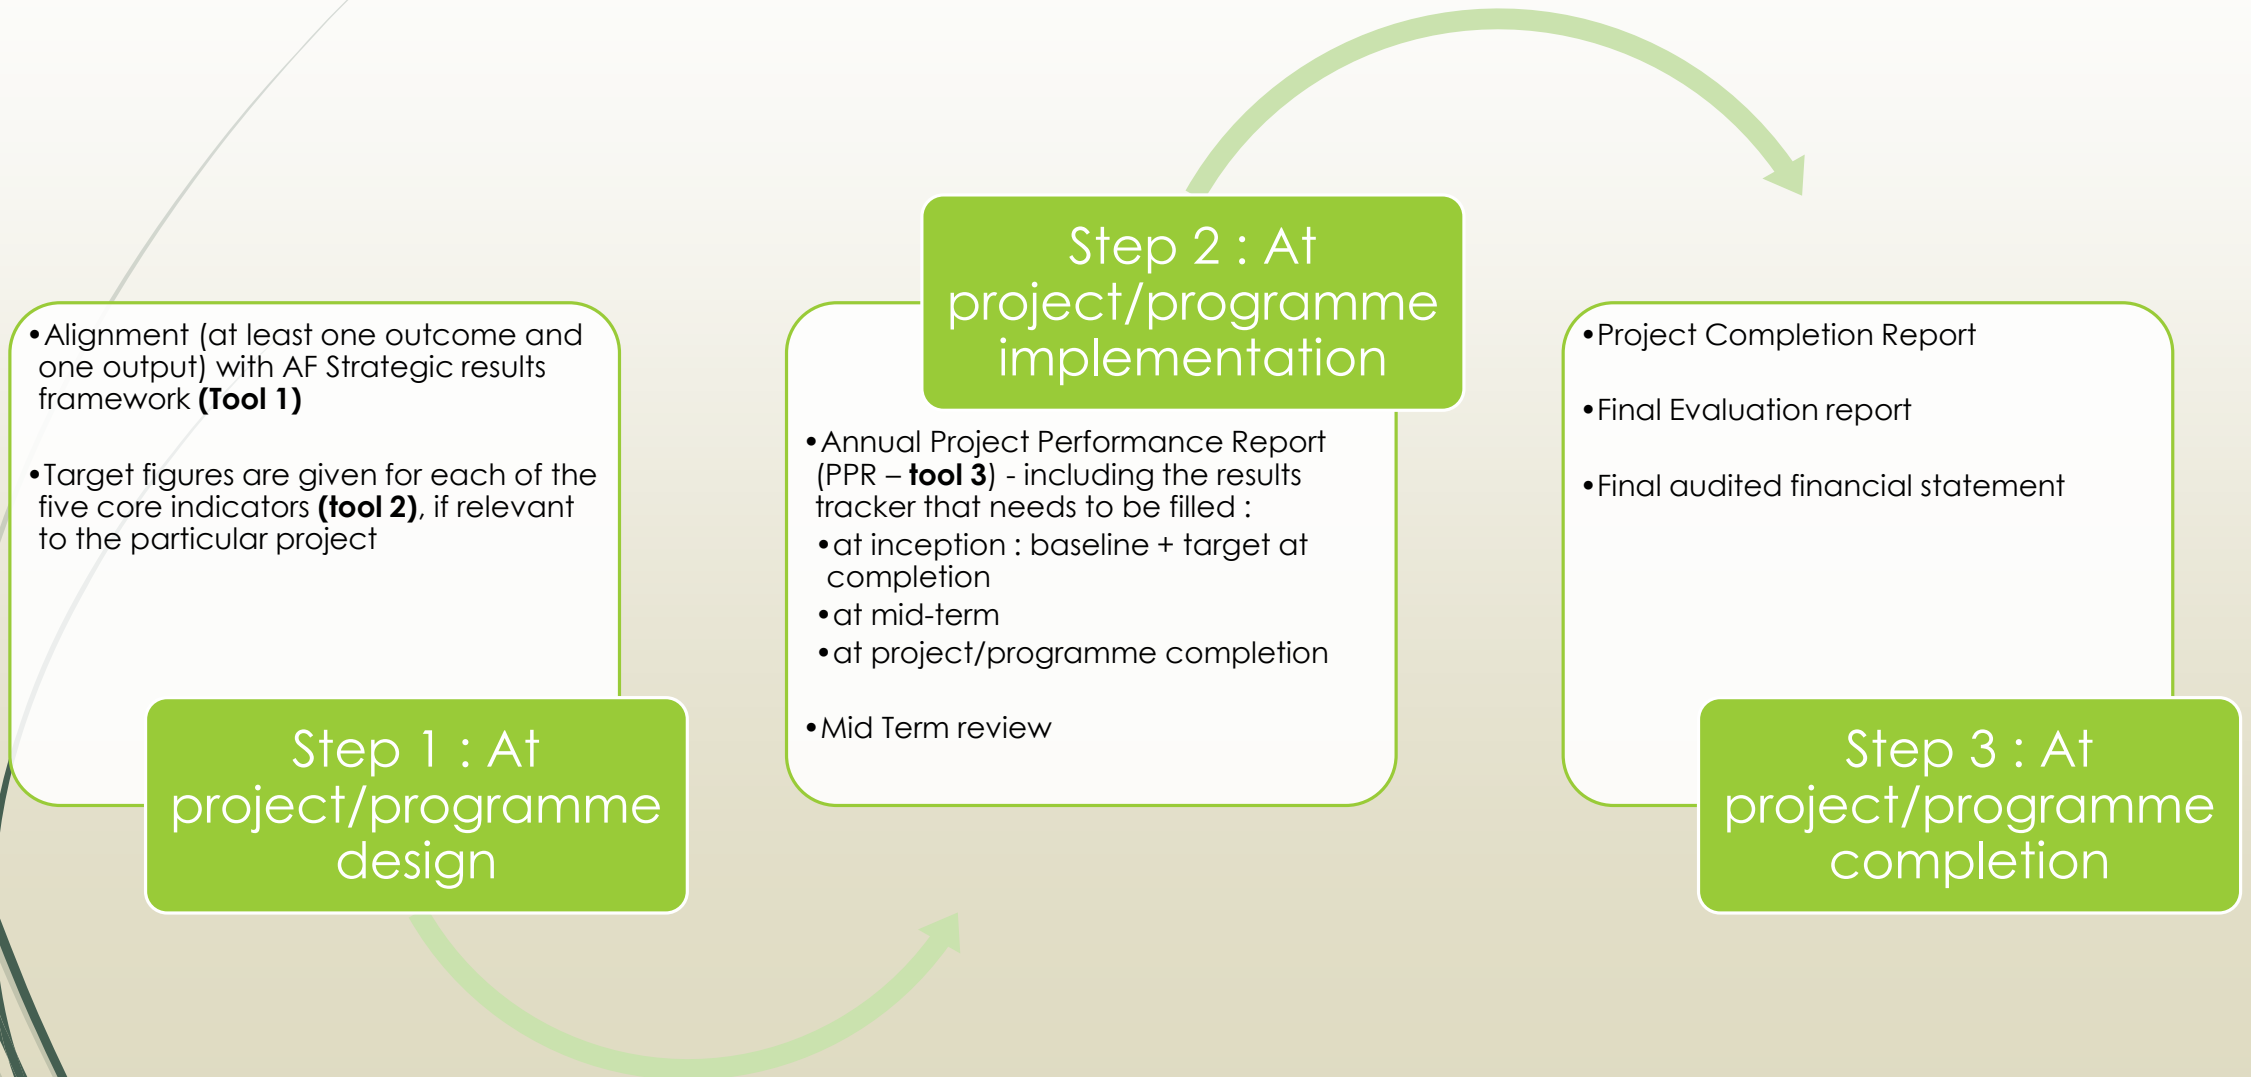 •Alignment (at least one outcome and
one output) with AF Strategic results
framework (Tool 1)
•Target figures are given for each of the
five core indicators (tool 2), if relevant
to the particular project
Step 1 : At
project/programme
design
Step 2 : At
project/programme
implementation
•Annual Project Performance Report
(PPR – tool 3) - including the results
tracker that needs to be filled :
•at inception : baseline + target at
completion
•at mid-term
•at project/programme completion
•Mid Term review
•Project Completion Report
•Final Evaluation report
•Final audited financial statement
Step 3 : At
project/programme
completion